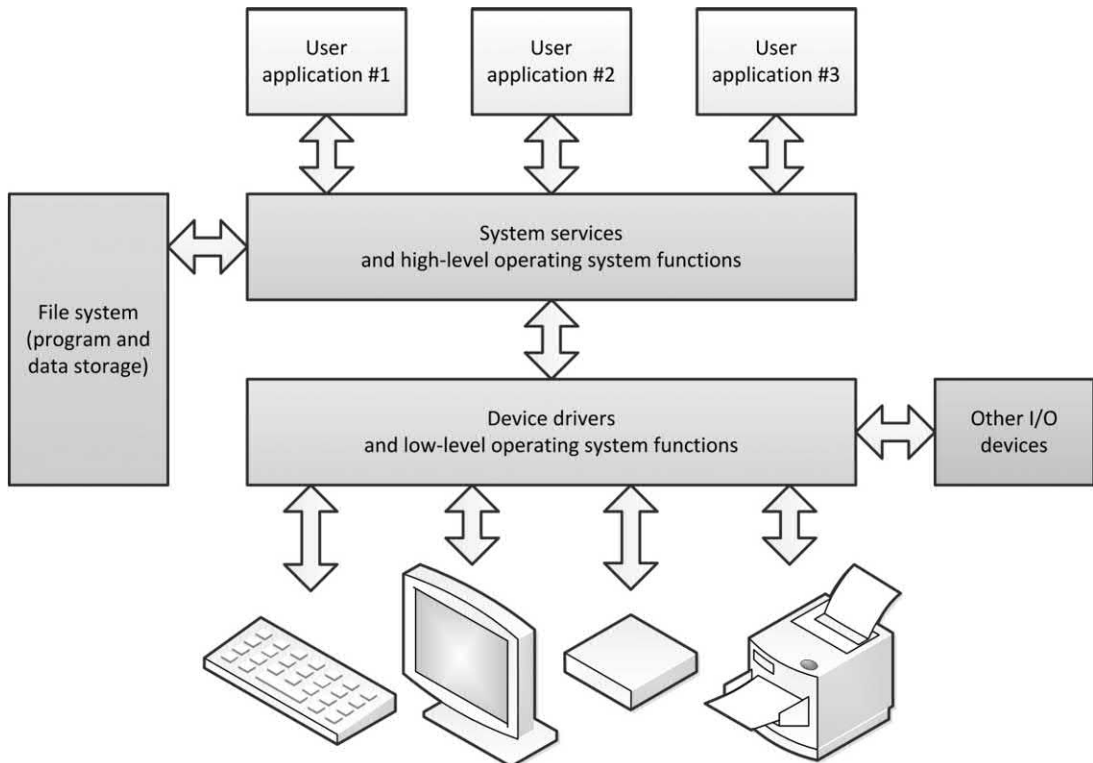 User
application #1
User
application #2
User
application #3
System services
and high-level operating system functions
File system
(program and
data storage)
Device drivers
and low-level operating system functions
Other I/O
devices